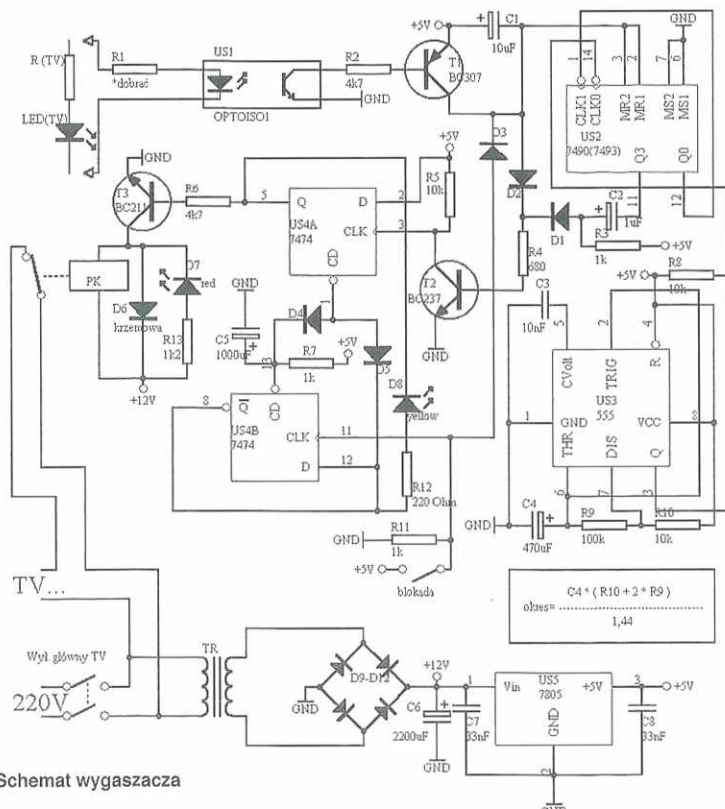 R (TV)
LED(TV)
R1
*dobrać
US1
OPTOISO1
R2
4k7
GND
+5V
T1
BC307
C1
10uF
1
14
3
2
7
6
GND
CLK1
CLK0
MR2
MR1
MS2
MS1
US2
7490(7493)
Q3
Q0
11
12
GND
T3
BC211
R6
4k7
5
Q
D
2
US4A
7474
CLK
3
CD
1
+5V
R5
10k
D3
D2
D1
C2
1uF
R3
1k
+5V
R4
680
T2
BC237
GND
+5V
R8
10k
C3
10nF
5
2
4
CVolt
TRIG
R
US3
555
1
GND
VCC
8
THR
DIS
Q
6
7
3
GND
C4
470uF
R9
100k
R10
10k
PK
D7
red
D6
krzemowa
R13
1k2
+12V
GND
C5
1000uF
D4
R7
1k
+5V
D5
D8
yellow
13
8
Q
CD
US4B
7474
CLK
11
D
12
R12
220 Ohm
GND
R11
1k
+5V
blokada
okres=
C4 * ( R10 + 2 * R9 )
1,44
TV...
Wył. główny TV
220V
TR
D9-D12
GND
+12V
C6
2200uF
GND
C7
33nF
1
Vin
US5
7805
+5V
3
GND
2
+5V
C8
33nF
GND
Schemat wygaszacza